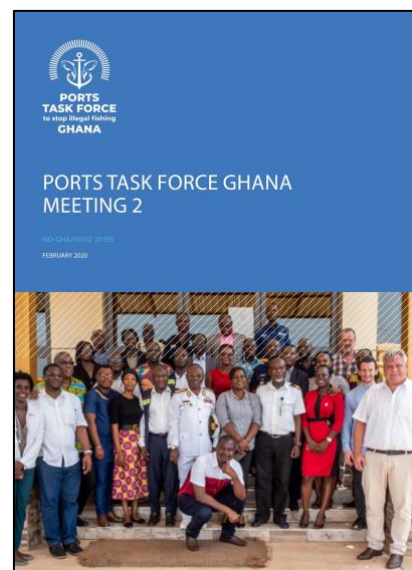 PORTS
TASK FORCE
to stop illegal fishing
GHANA
PORTS TASK FORCE GHANA
MEETING 2
FEBRUARY 2020